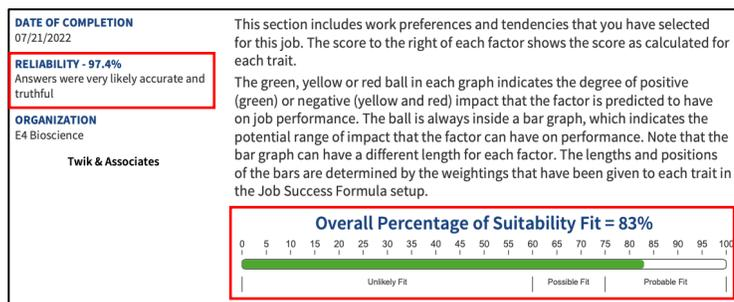 DATE OF COMPLETION
07/21/2022
RELIABILITY - 97.4%
Answers were very likely accurate and
truthful
ORGANIZATION
E4 Bioscience
Twik & Associates
This section includes work preferences and tendencies that you have selected
for this job. The score to the right of each factor shows the score as calculated for
each trait.
The green, yellow or red ball in each graph indicates the degree of positive
(green) or negative (yellow and red) impact that the factor is predicted to have
on job performance. The ball is always inside a bar graph, which indicates the
potential range of impact that the factor can have on performance. Note that the
bar graph can have a different length for each factor. The lengths and positions
of the bars are determined by the weightings that have been given to each trait in
the Job Success Formula setup.
Overall Percentage of Suitability Fit = 83%
0 5 10 15 20 25 30 35 40 45 50 55 60 65 70 75 80 85 90 95 100
Unlikely Fit Possible Fit Probable Fit